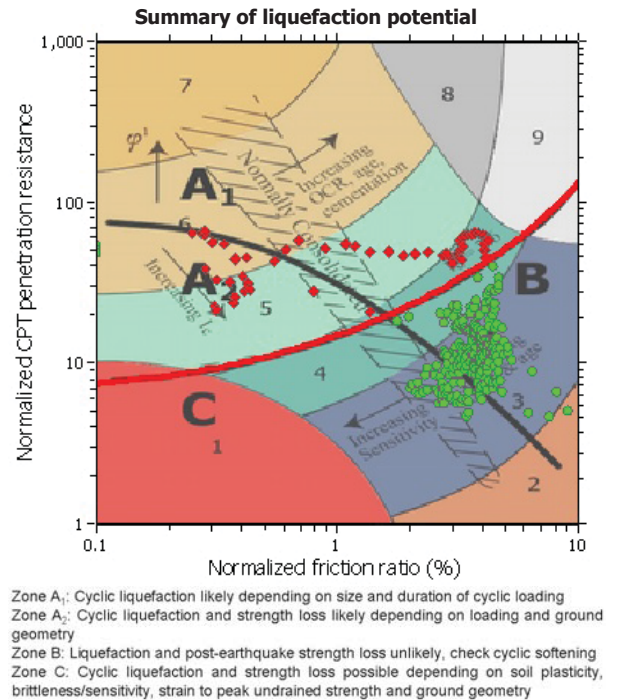 Summary of liquefaction potential
1,000
7
8
9
φ'
Increasing
OCR, age,
cementation
A1
Normally Consolidated
100
6
A2
B
Increasing I
5
10
4
& age
3
C
1
Increasing
Sensitivity
2
1
0.1
1
10
Normalized CPT penetration resistance
Normalized friction ratio (%)
Zone A1: Cyclic liquefaction likely depending on size and duration of cyclic loading
Zone A2: Cyclic liquefaction and strength loss likely depending on loading and ground
geometry
Zone B: Liquefaction and post-earthquake strength loss unlikely, check cyclic softening
Zone C: Cyclic liquefaction and strength loss possible depending on soil plasticity,
brittleness/sensitivity, strain to peak undrained strength and ground geometry